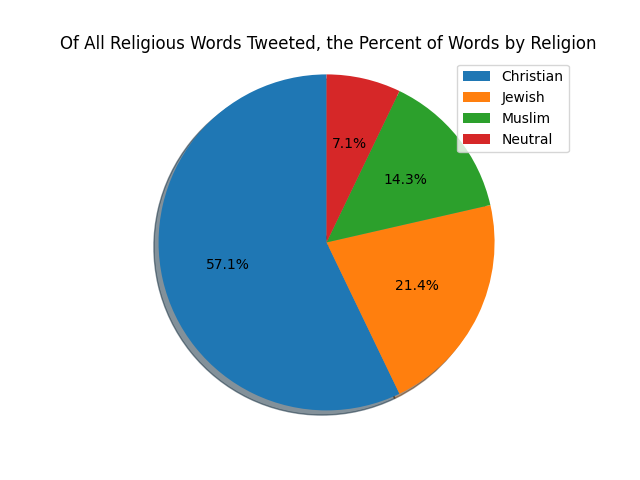 Of All Religious Words Tweeted, the Percent of Words by Religion
Christian
Jewish
Muslim
Neutral
7.1%
14.3%
57.1%
21.4%